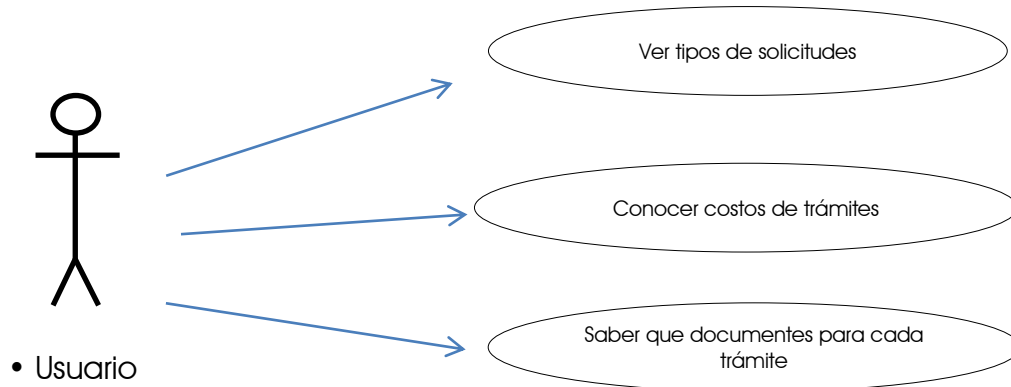 Ver tipos de solicitudes
Conocer costos de trámites
Saber que documentes para cada
trámite
• Usuario